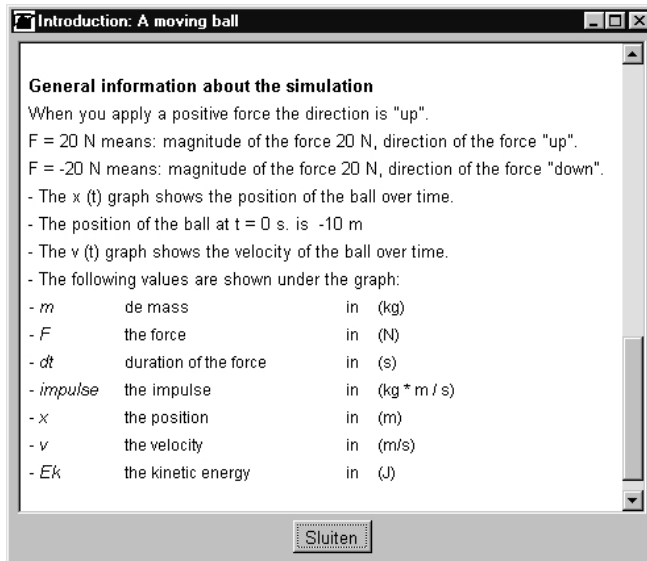 Introduction: A moving ball
General information about the simulation
When you apply a positive force the direction is "up".
F = 20 N means: magnitude of the force 20 N, direction of the force "up".
F = -20 N means: magnitude of the force 20 N, direction of the force "down".
- The x (t) graph shows the position of the ball over time.
- The position of the ball at t = 0 s. is -10 m
- The v (t) graph shows the velocity of the ball over time.
- The following values are shown under the graph:
- m de mass in (kg)
- F the force in (N)
- dt duration of the force in (s)
- impulse the impulse in (kg * m / s)
- x the position in (m)
- v the velocity in (m/s)
- Ek the kinetic energy in (J)
Sluiten